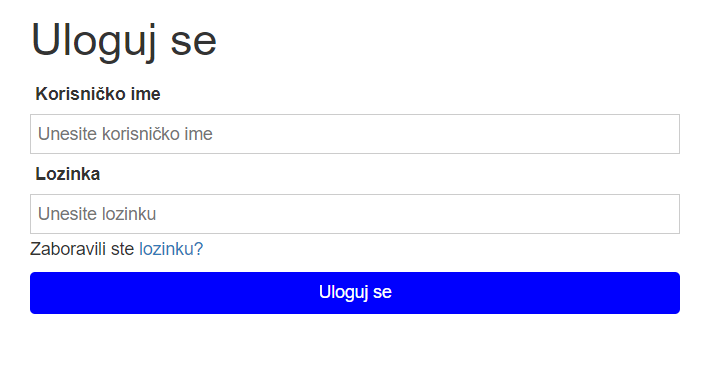 Uloguj se
Korisničko ime
Unesite korisničko ime
Lozinka
Unesite lozinku
Zaboravili ste lozinku?
Uloguj se